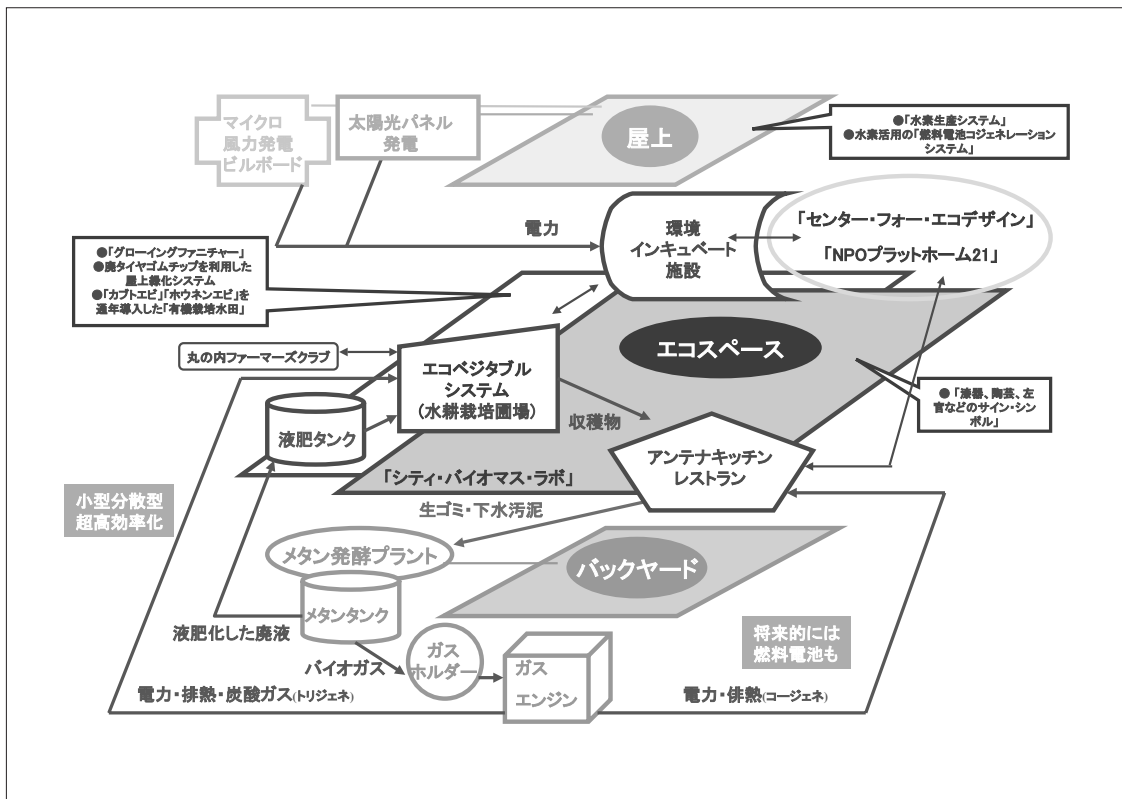 マイクロ
風力発電
ビルボード
太陽光パネル
発電
屋上
●「水素生産システム」
●水素活用の「燃料電池コジェネレーション
システム」
電力
環境
インキュベート
施設
「センター・フォー・エコデザイン」
「NPOプラットホーム21」
●「グローイングファニチャー」
●廃タイヤゴムチップを利用した
屋上緑化システム
●「カブトエビ」「ホウネンエビ」を
通年導入した「有機栽培水田」
エコスペース
丸の内ファーマーズクラブ
エコベジタブル
システム
(水耕栽培圃場)
収穫物
●「漆器、陶芸、左
官などのサイン・シン
ボル」
液肥タンク
アンテナキッチン
レストラン
「シティ・バイオマス・ラボ」
小型分散型
超高効率化
生ゴミ・下水汚泥
メタン発酵プラント
バックヤード
メタンタンク
液肥化した廃液
ガス
ホルダー
バイオガス
ガス
エンジン
将来的には
燃料電池も
電力・排熱・炭酸ガス(トリジェネ)
電力・俳熱(コージェネ)